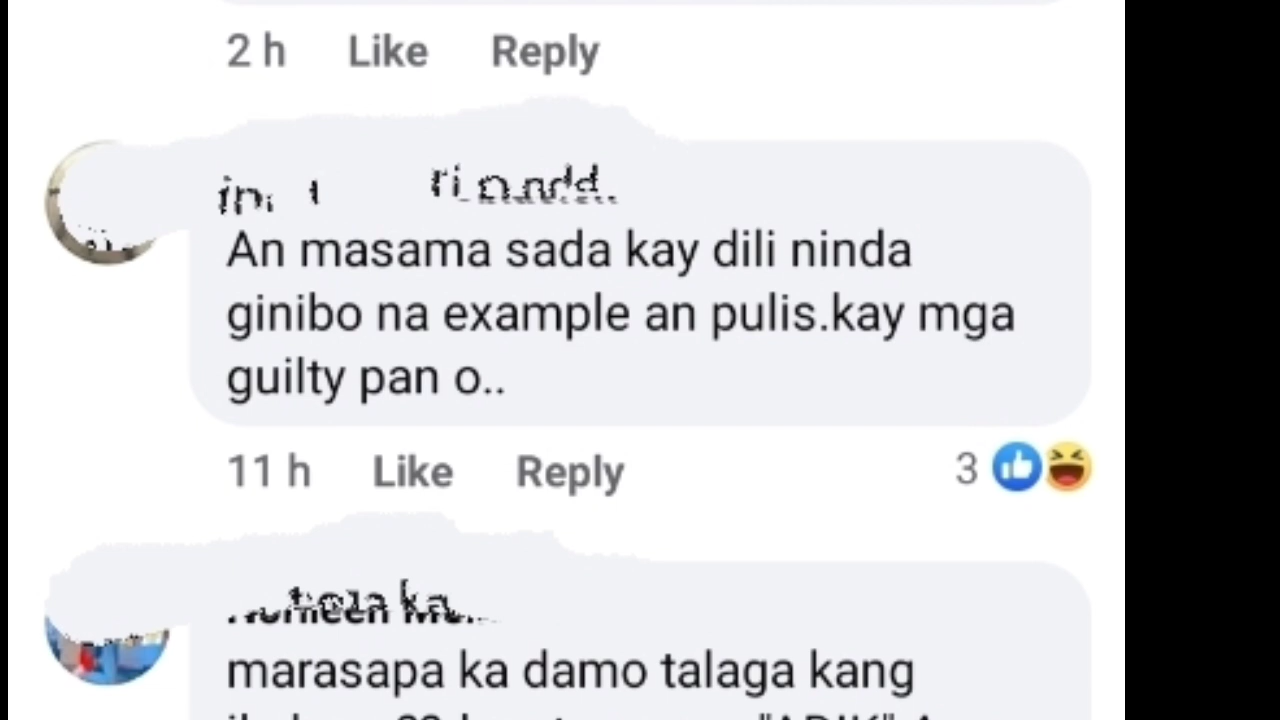 2 h Like Reply
An masama sada kay dili ninda
ginibo na example an pulis.kay mga
guilty pan o..
11 h Like Reply 3
marasapa ka damo talaga kang